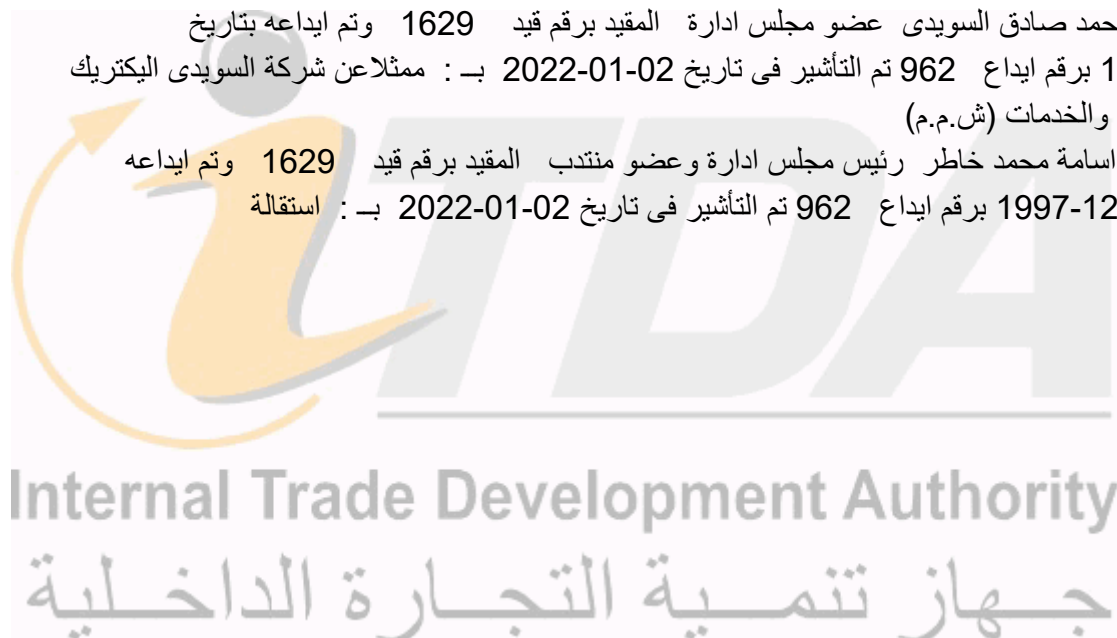 حمد صادق السويدى عضو مجلس ادارة المقيد برقم قيد 1629 وتم ايداعه بتاريخ
1 برقم ايداع 962 تم التأشير فى تاريخ 2022-01-02 بـــ : ممثلاعن شركة السويدى اليكتريك
والخدمات (ش.م.م)
اسامة محمد خاطر رئيس مجلس ادارة وعضو منتدب المقيد برقم قيد 1629 وتم ايداعه
1997-12 برقم ايداع 962 تم التأشير فى تاريخ 2022-01-02 بـــ : استقالة
iTDA
Internal Trade Development Authority
جهاز تنمية التجارة الداخلية